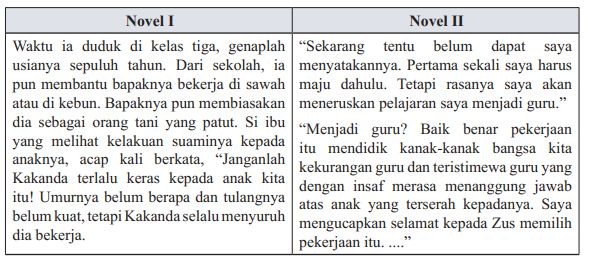 Novel I
Waktu ia duduk di kelas tiga, genaplah
usianya sepuluh tahun. Dari sekolah, ia
pun membantu bapaknya bekerja di sawah
atau di kebun. Bapaknya pun membiasakan
dia sebagai orang tani yang patut. Si ibu
yang melihat kelakuan suaminya kepada
anaknya, acap kali berkata, “Janganlah
Kakanda terlalu keras kepada anak kita
itu! Umurnya belum berapa dan tulangnya
belum kuat, tetapi Kakanda selalu menyuruh
dia bekerja.
Novel II
“Sekarang tentu belum dapat saya
menyatakannya. Pertama sekali saya harus
maju dahulu. Tetapi rasanya saya akan
meneruskan pelajaran saya menjadi guru.”
“Menjadi guru? Baik benar pekerjaan
itu mendidik kanak-kanak bangsa kita
kekurangan guru dan teristimewa guru yang
dengan insaf merasa menanggung jawab
atas anak yang terserah kepadanya. Saya
mengucapkan selamat kepada Zus memilih
pekerjaan itu. ....”